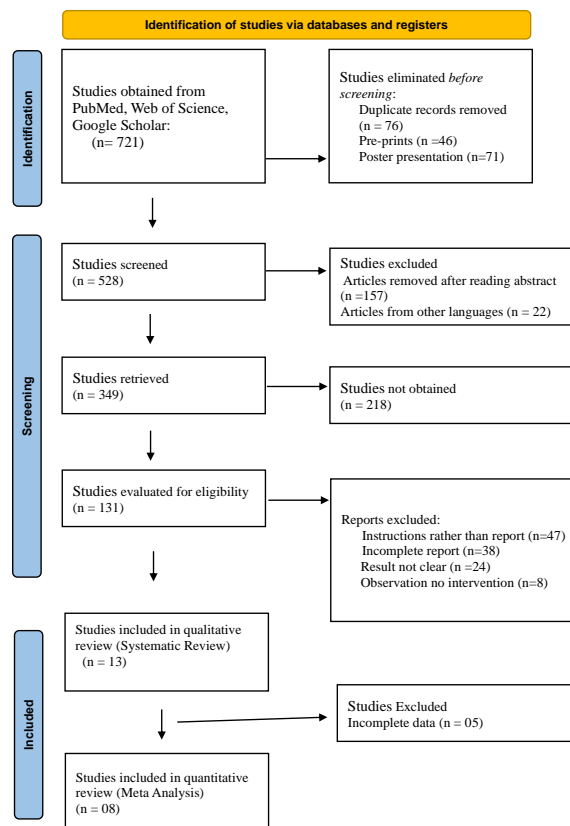 Identification of studies via databases and registers
Identification
Studies obtained from
PubMed, Web of Science,
Google Scholar:
(n= 721)
Studies eliminated before
screening:
Duplicate records removed
(n = 76)
Pre-prints (n =46)
Poster presentation (n=71)
Screening
Studies screened
(n = 528)
Studies excluded
Articles removed after reading abstract
(n =157)
Articles from other languages (n = 22)
Studies retrieved
(n = 349)
Studies not obtained
(n = 218)
Studies evaluated for eligibility
(n = 131)
Reports excluded:
Instructions rather than report (n=47)
Incomplete report (n=38)
Result not clear (n =24)
Observation no intervention (n=8)
Included
Studies included in qualitative
review (Systematic Review)
(n = 13)
Studies Excluded
Incomplete data (n = 05)
Studies included in quantitative
review (Meta Analysis)
(n = 08)